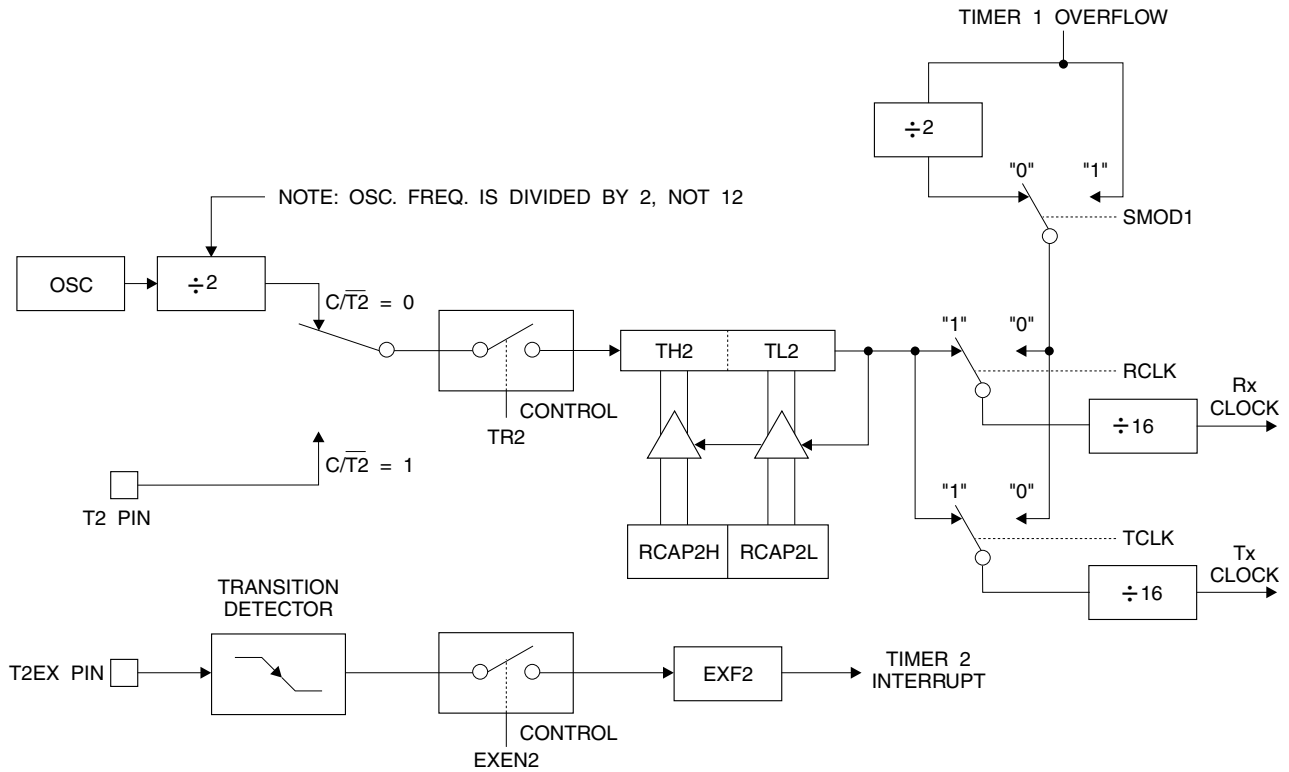 TIMER 1 OVERFLOW
÷2
"0" "1"
NOTE: OSC. FREQ. IS DIVIDED BY 2, NOT 12
SMOD1
OSC
÷2
C/T2̅ = 0
"1" "0"
TH2 TL2
RCLK
Rx
CLOCK
CONTROL
TR2
÷16
C/T2̅ = 1
T2 PIN
"1" "0"
RCAP2H RCAP2L
TCLK
Tx
CLOCK
÷16
TRANSITION
DETECTOR
T2EX PIN
EXF2
TIMER 2
INTERRUPT
CONTROL
EXEN2